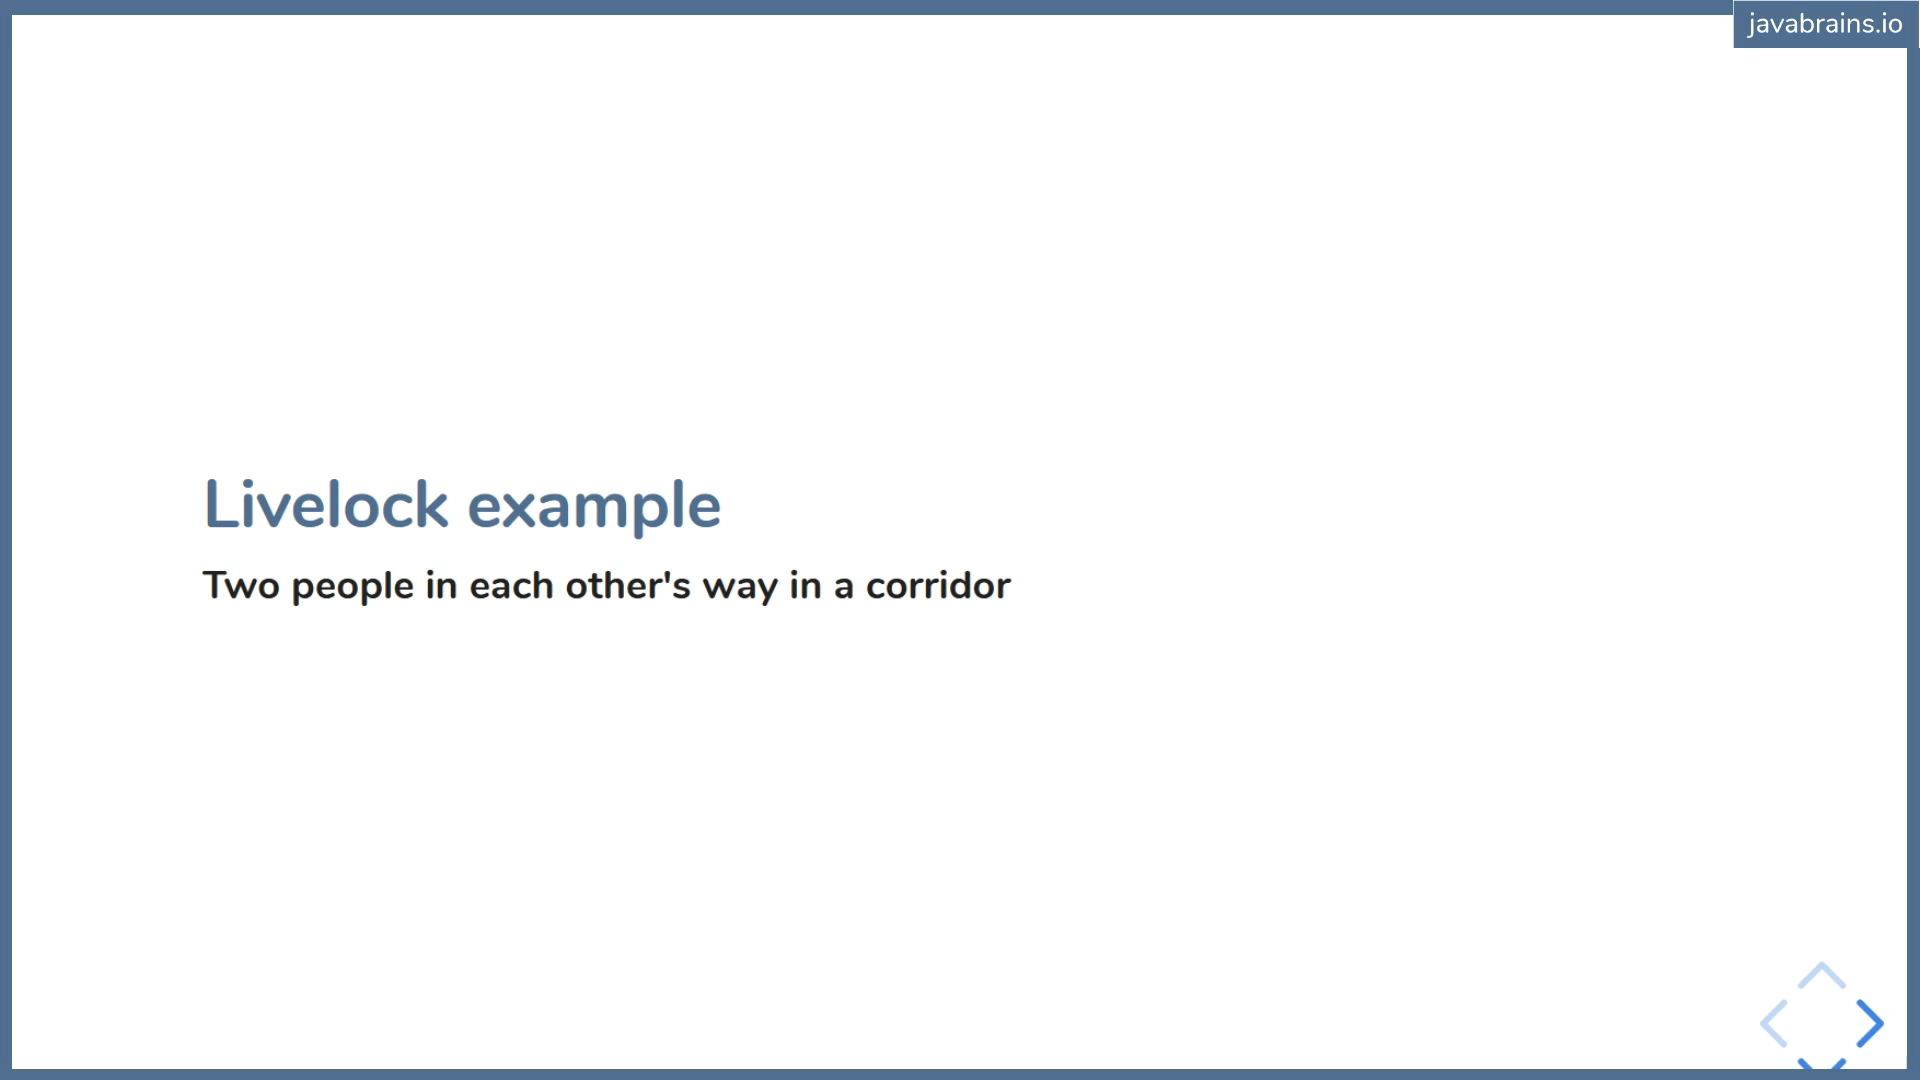 javabrains.io
Livelock example
Two people in each other's way in a corridor